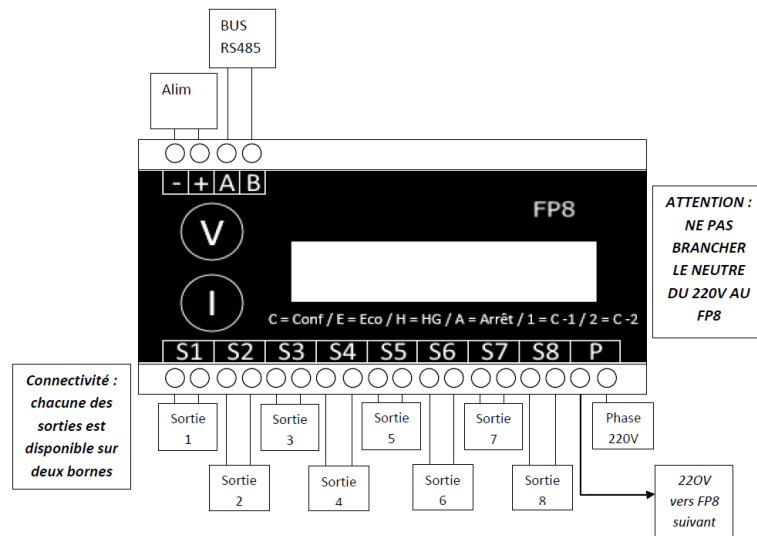 BUS
RS485
Alim
- + A B
V
FP8
I
C = Conf / E = Eco / H = HG / A = Arrêt / 1 = C -1 / 2 = C -2
S1 S2 S3 S4 S5 S6 S7 S8 P
ATTENTION :
NE PAS
BRANCHER
LE NEUTRE
DU 220V AU
FP8
Connectivité :
chacune des
sorties est
disponible sur
deux bornes
Sortie
1
Sortie
2
Sortie
3
Sortie
4
Sortie
5
Sortie
6
Sortie
7
Sortie
8
Phase
220V
22OV
vers FP8
suivant